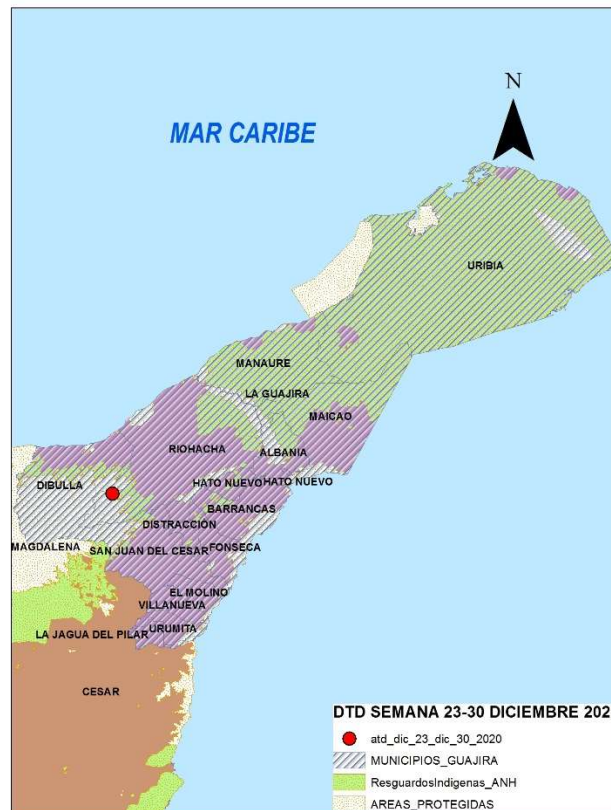 N
MAR CARIBE
URIBIA
MANAURE
LA GUAJIRA
MAICAO
RIOHACHA
ALBANIA
DIBULLA
HATO NUEVO
HATO NUEVO
BARRANCAS
DISTRACCIÓN
MAGDALENA
SAN JUAN DEL CESAR
FONSECA
EL MOLINO
VILLANUEVA
URUMITA
LA JAGUA DEL PILAR
CESAR
DTD SEMANA 23-30 DICIEMBRE 202
atd_dic_23_dic_30_2020
MUNICIPIOS_GUAJIRA
ResguardosIndigenas_ANH
AREAS_PROTEGIDAS